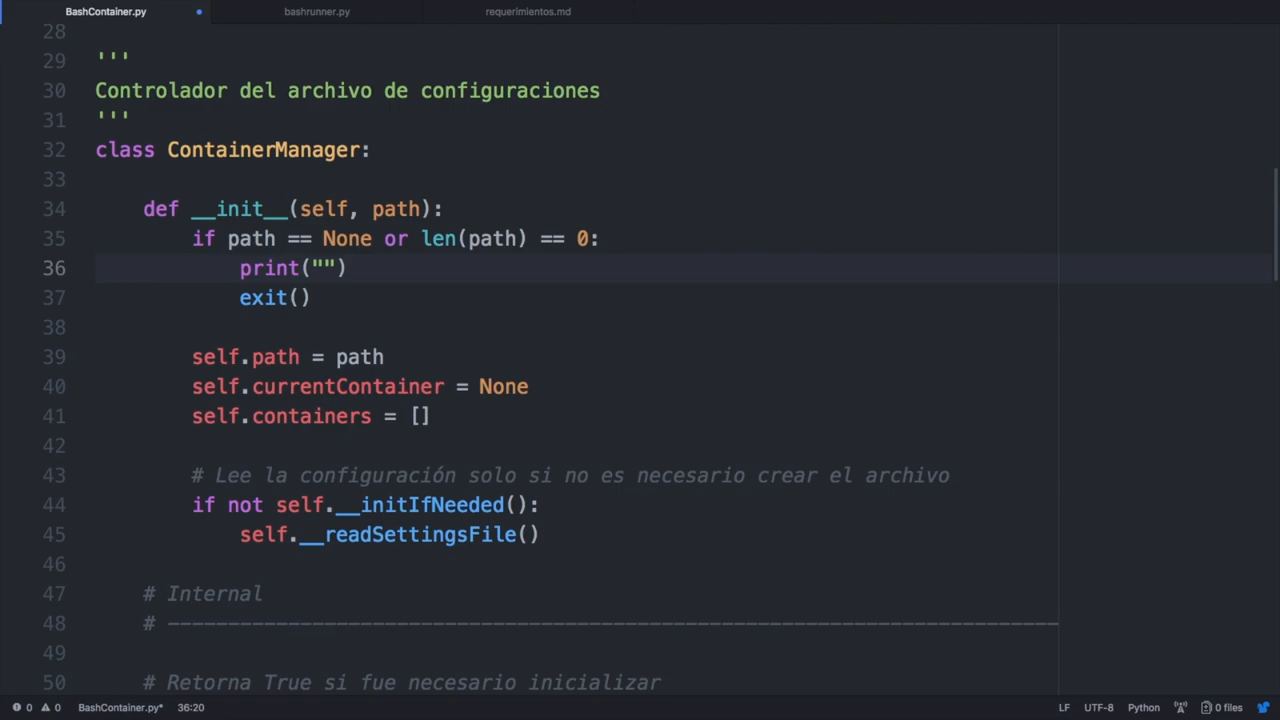 BashContainer.py
bashrunner.py
requerimientos.md
28
29 '''
30 Controlador del archivo de configuraciones
31 '''
32 class ContainerManager:
33
34     def __init__(self, path):
35         if path == None or len(path) == 0:
36             print("")
37             exit()
38
39         self.path = path
40         self.currentContainer = None
41         self.containers = []
42
43         # Lee la configuración solo si no es necesario crear el archivo
44         if not self.__initIfNeeded():
45             self.__readSettingsFile()
46
47     # Internal
48     # --------------------------------------------------------------------------
49
50     # Retorna True si fue necesario inicializar
0 0 BashContainer.py* 36:20 LF UTF-8 Python 0 files